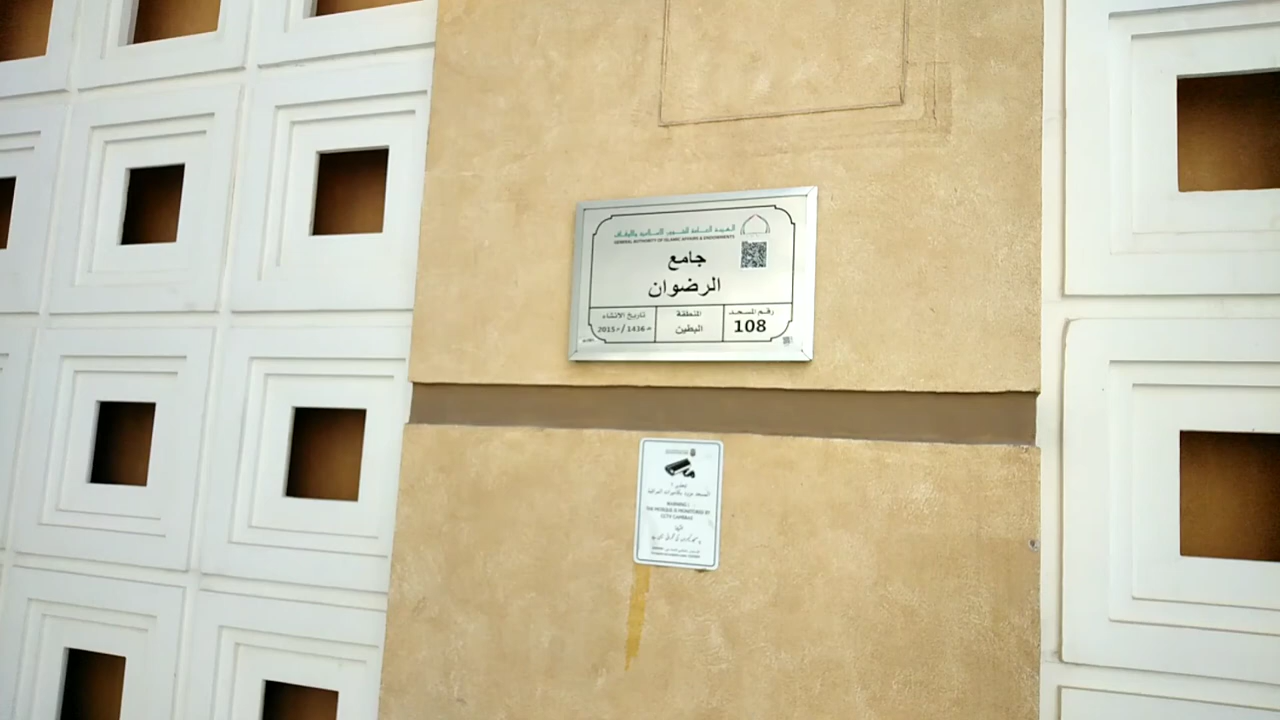 الهيئة العامة للشؤون الإسلامية والأوقاف
GENERAL AUTHORITY OF ISLAMIC AFFAIRS & ENDOWMENTS
جامع
الرضوان
رقم المسجد
108
المنطقة
البطين
تاريخ الإنشاء
1436هـ / 2015م
تحذير !
المسجد مزود بكاميرات المراقبة
WARNING !
THE MOSQUE IS MONITORED BY
CCTV CAMERAS